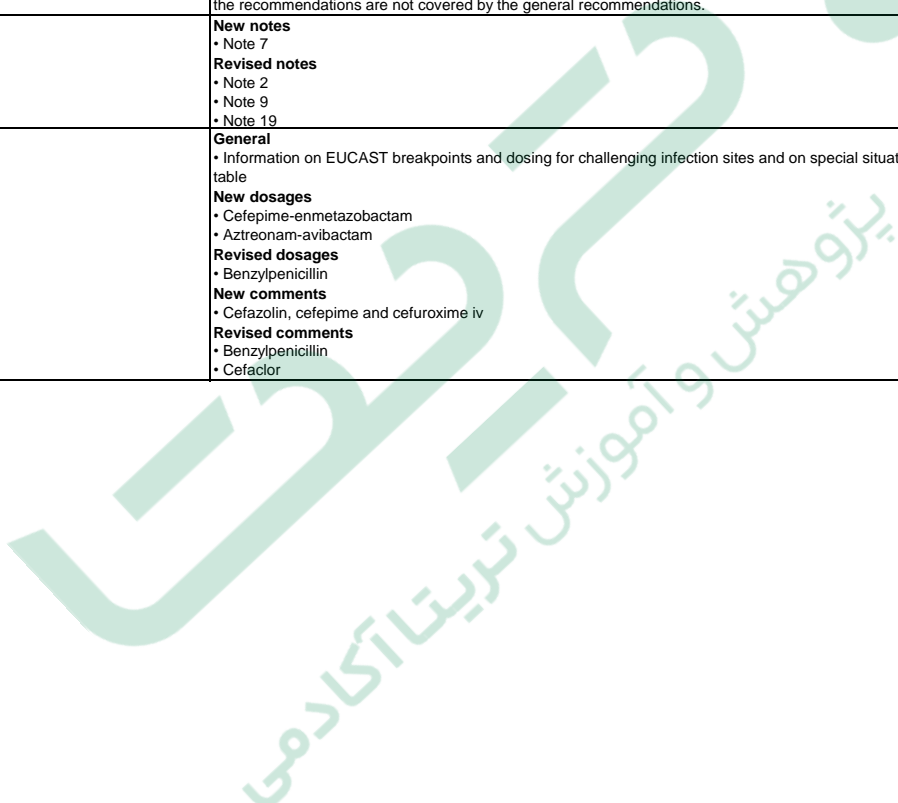 the recommendations are not covered by the general recommendations.
New notes
• Note 7
Revised notes
• Note 2
• Note 9
• Note 19
General
• Information on EUCAST breakpoints and dosing for challenging infection sites and on special situat
table
New dosages
• Cefepime-enmetazobactam
• Aztreonam-avibactam
Revised dosages
• Benzylpenicillin
New comments
• Cefazolin, cefepime and cefuroxime iv
Revised comments
• Benzylpenicillin
• Cefaclor
پژوهش و آموزش تریتا آکادمی